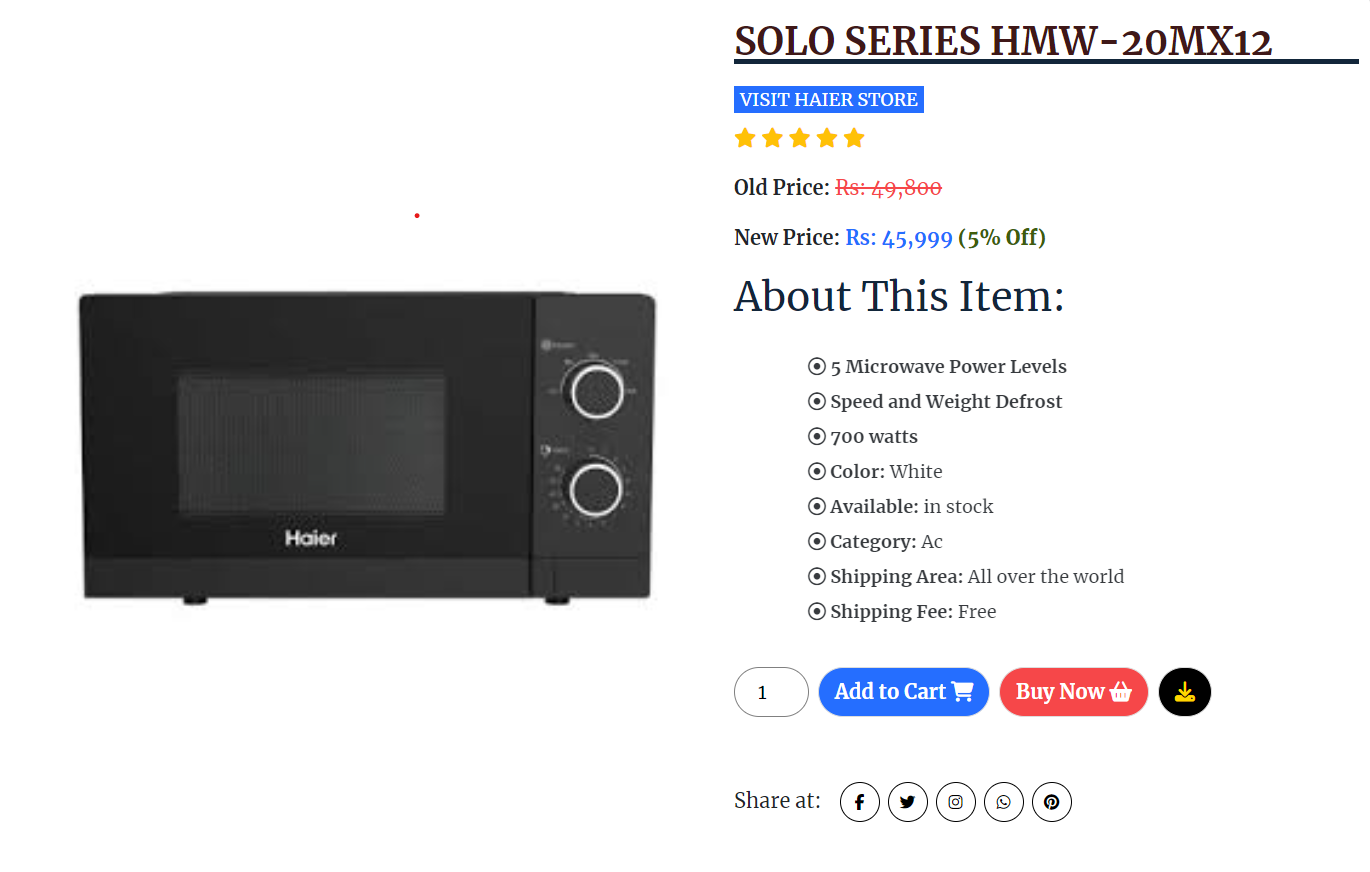 SOLO SERIES HMW-20MX12
VISIT HAIER STORE
Old Price: Rs: 49,800
New Price: Rs: 45,999 (5% Off)
About This Item:
5 Microwave Power Levels
Speed and Weight Defrost
700 watts
Color: White
Available: in stock
Haier
Category: Ac
Shipping Area: All over the world
Shipping Fee: Free
1
Add to Cart
Buy Now
Share at: